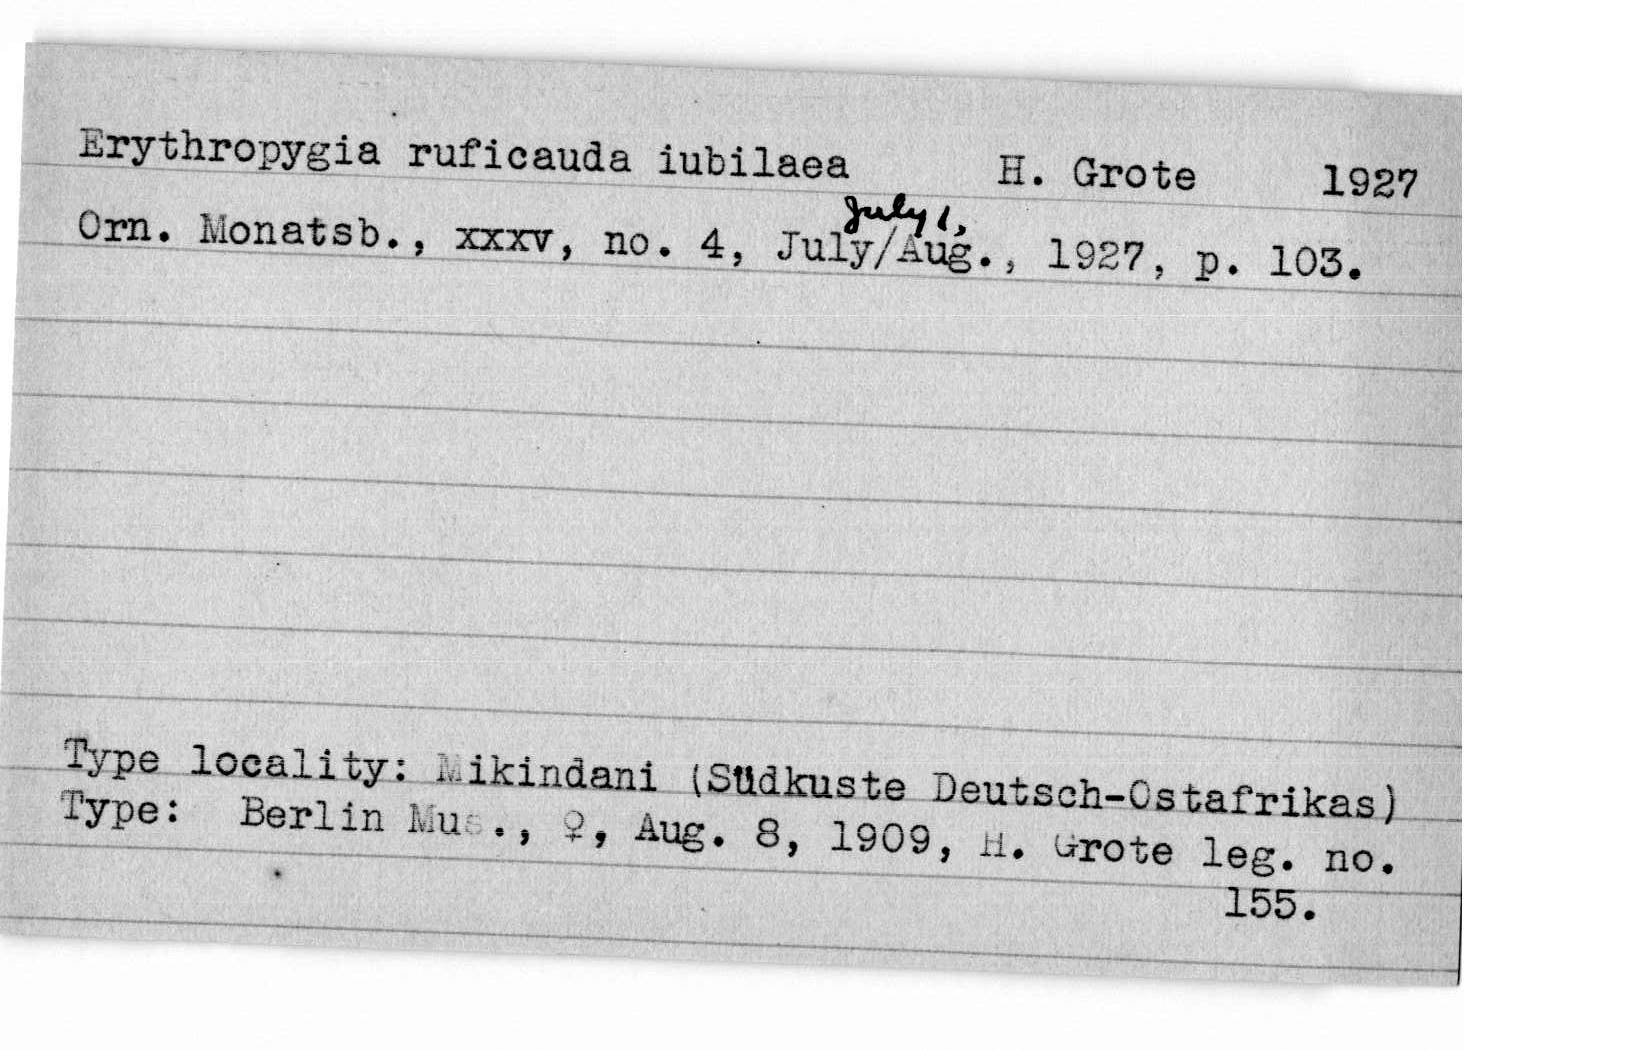 Erythropygia ruficauda iubilaea H. Grote 1927
July 1,
Orn. Monatsb., xxxv, no. 4, July/Aug., 1927, p. 103.
Type locality: Mikindani (Südkuste Deutsch-Ostafrikas)
Type: Berlin Mus., ♀, Aug. 8, 1909, H. Grote leg. no.
155.